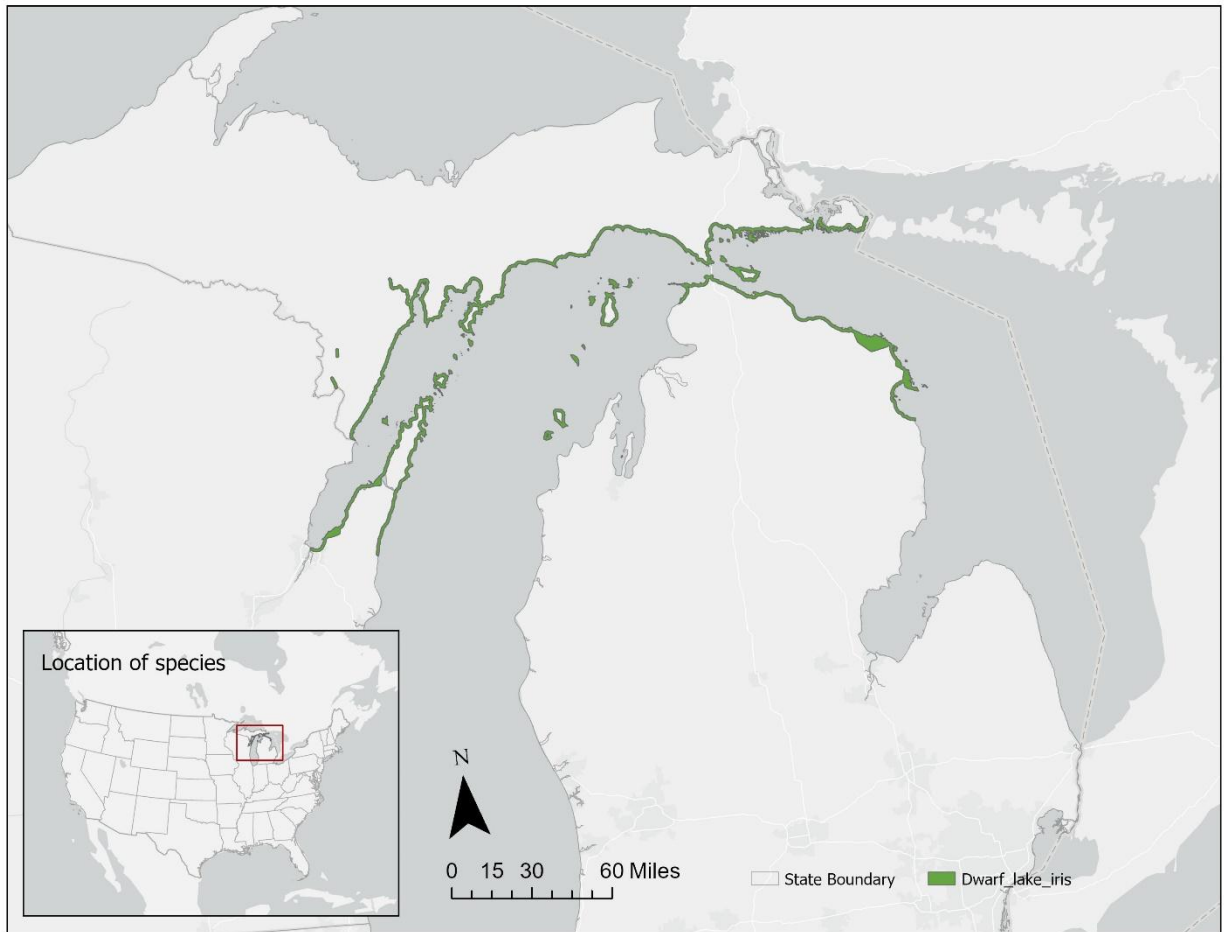 Location of species
N
0 15 30 60 Miles
State Boundary
Dwarf_lake_iris